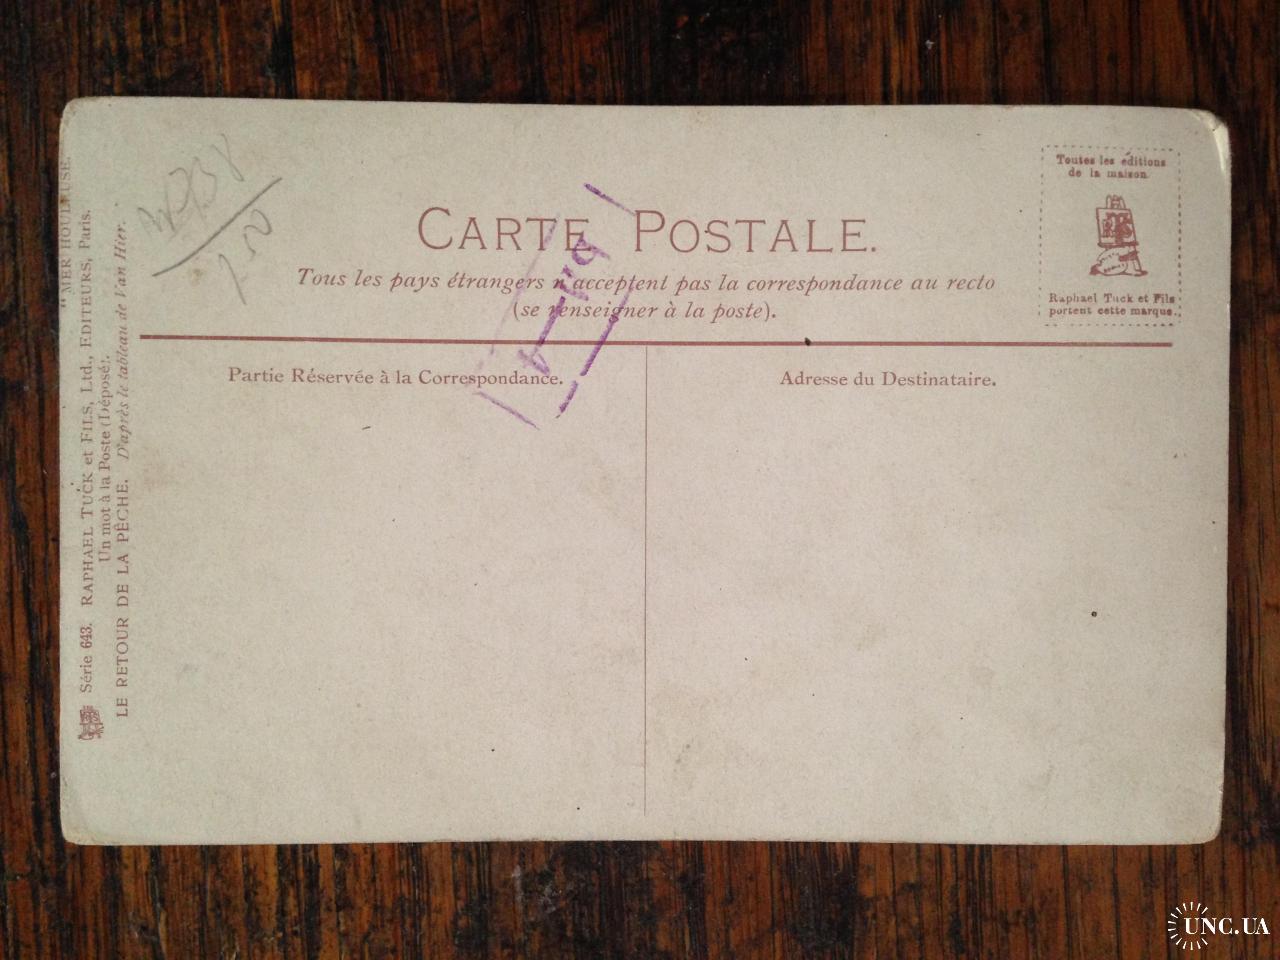 CARTE POSTALE.
Tous les pays étrangers n'acceptent pas la correspondance au recto
(se renseigner à la poste).
Toutes les éditions
de la maison
Raphael Tuck et Fils
portent cette marque.
Partie Réservée à la Correspondance.
Adresse du Destinataire.
"MER HOULEUSE.
Série 643. RAPHAEL TUCK et FILS, Ltd., EDITEURS, Paris.
Un mot à la Poste (Déposé).
LE RETOUR DE LA PÊCHE. D'après le tableau de Van Hier.
UNC.UA